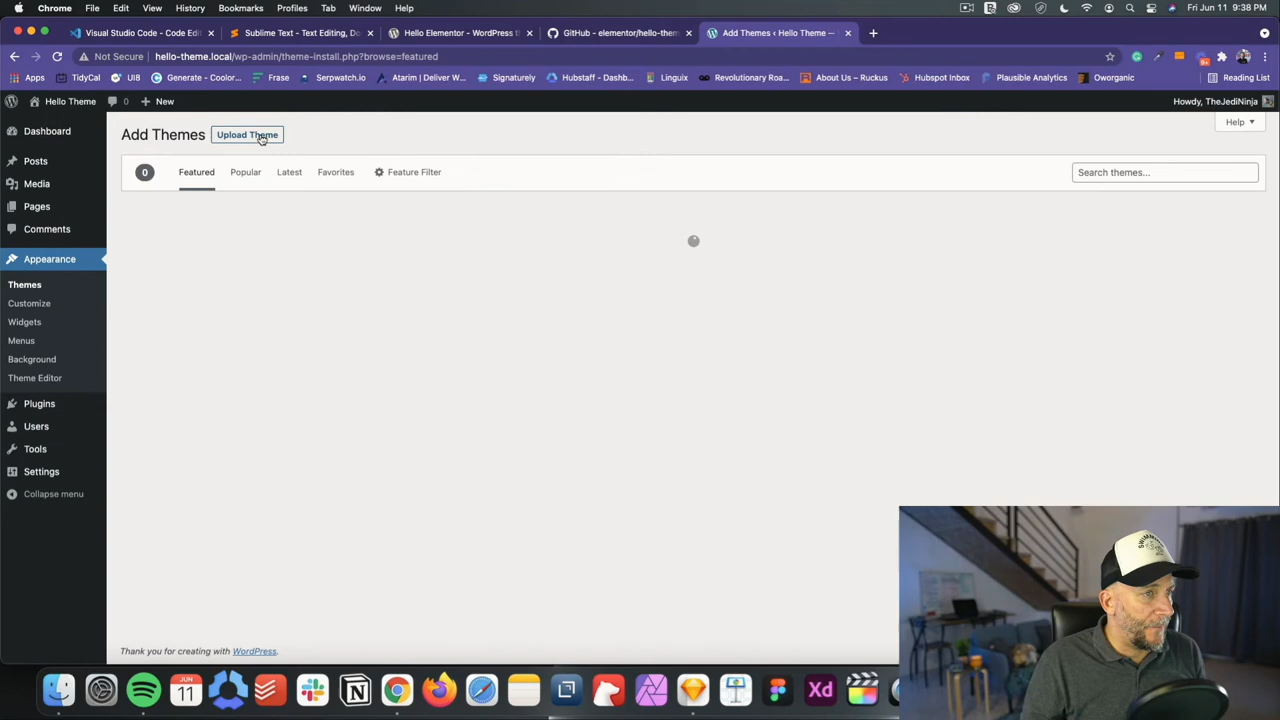 Chrome File Edit View History Bookmarks Profiles Tab Window Help Fri Jun 11 9:38 PM
Visual Studio Code - Code Edit
Sublime Text - Text Editing, Do
Hello Elementor - WordPress th
GitHub - elementor/hello-theme
Add Themes ‹ Hello Theme —
Not Secure hello-theme.local/wp-admin/theme-install.php?browse=featured
Apps TidyCal UI8 Generate - Coolor... Frase Serpwatch.io Atarim | Deliver W... Signaturely Hubstaff - Dashb... Linguix Revolutionary Roa... About Us – Ruckus Hubspot Inbox Plausible Analytics Oworganic Reading List
Hello Theme 0 New Howdy, TheJediNinja
Dashboard
Posts
Media
Pages
Comments
Appearance
Themes
Customize
Widgets
Menus
Background
Theme Editor
Plugins
Users
Tools
Settings
Collapse menu
Add Themes Upload Theme Help
0 Featured Popular Latest Favorites Feature Filter Search themes...
Thank you for creating with WordPress.
JUN
11
Xd